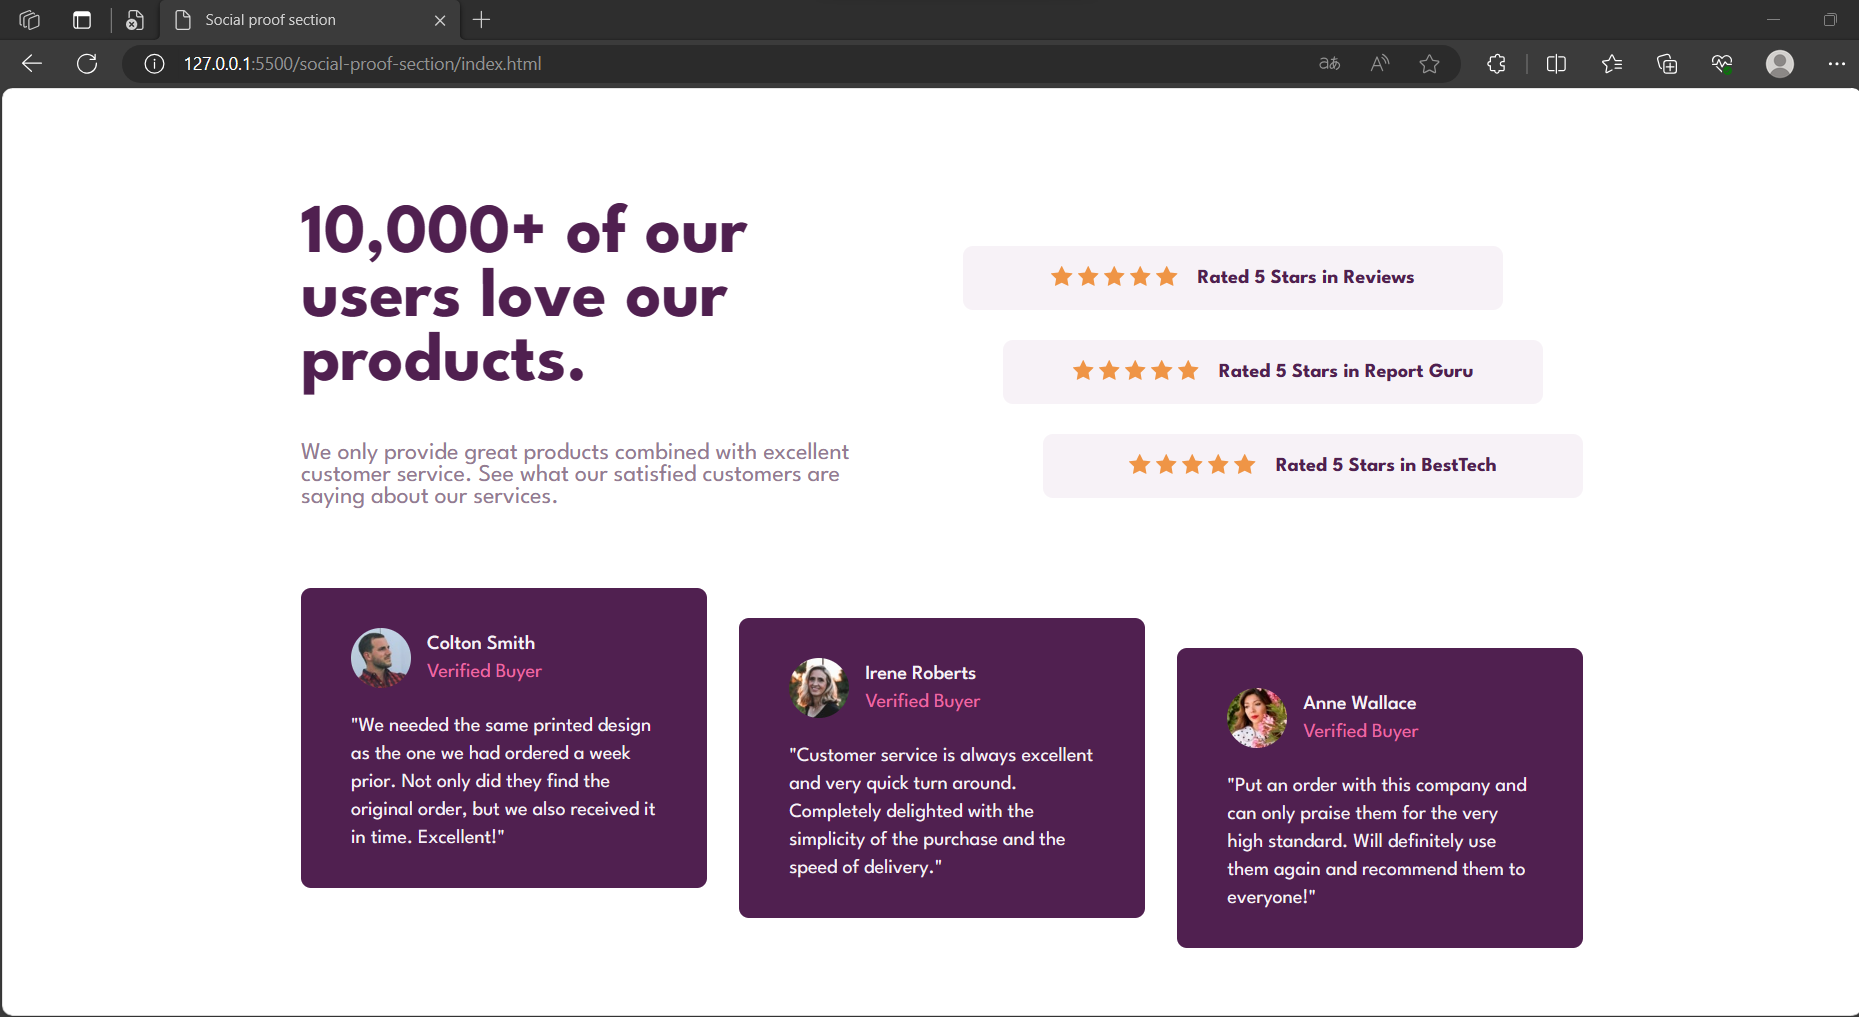 Social proof section
127.0.0.1:5500/social-proof-section/index.html
aあ
A
10,000+ of our
users love our
products.
We only provide great products combined with excellent
customer service. See what our satisfied customers are
saying about our services.
Rated 5 Stars in Reviews
Rated 5 Stars in Report Guru
Rated 5 Stars in BestTech
Colton Smith
Verified Buyer
"We needed the same printed design
as the one we had ordered a week
prior. Not only did they find the
original order, but we also received it
in time. Excellent!"
Irene Roberts
Verified Buyer
"Customer service is always excellent
and very quick turn around.
Completely delighted with the
simplicity of the purchase and the
speed of delivery."
Anne Wallace
Verified Buyer
"Put an order with this company and
can only praise them for the very
high standard. Will definitely use
them again and recommend them to
everyone!"